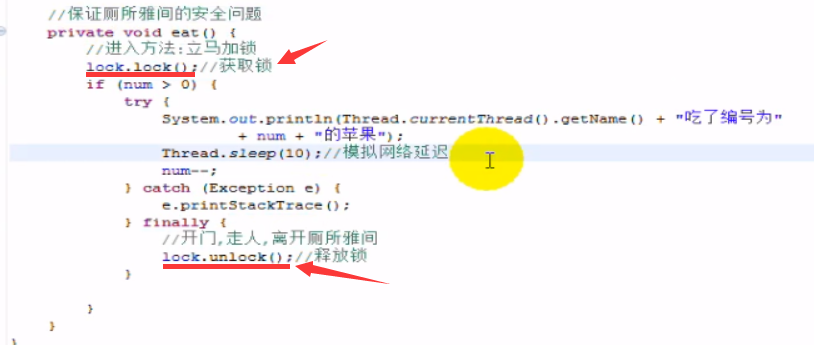 //保证厕所雅间的安全问题
private void eat() {
//进入方法:立马加锁
lock.lock();//获取锁
if (num > 0) {
try {
System.out.println(Thread.currentThread().getName() + "吃了编号为"
+ num + "的苹果");
Thread.sleep(10);//模拟网络延迟
num--;
} catch (Exception e) {
e.printStackTrace();
} finally {
//开门,走人,离开厕所雅间
lock.unlock();//释放锁
}
}
}
}